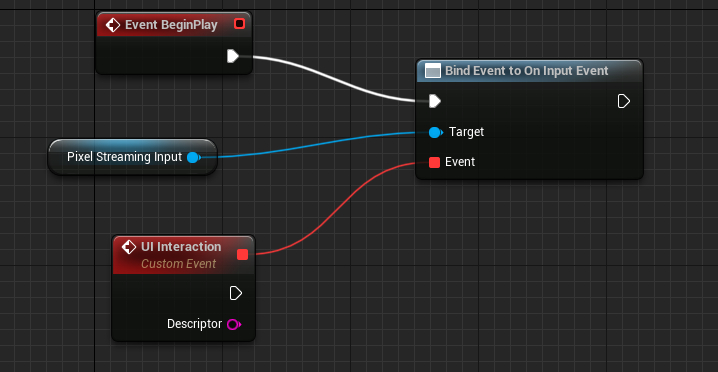 Event BeginPlay
Bind Event to On Input Event
Target
Pixel Streaming Input
Event
UI Interaction
Custom Event
Descriptor